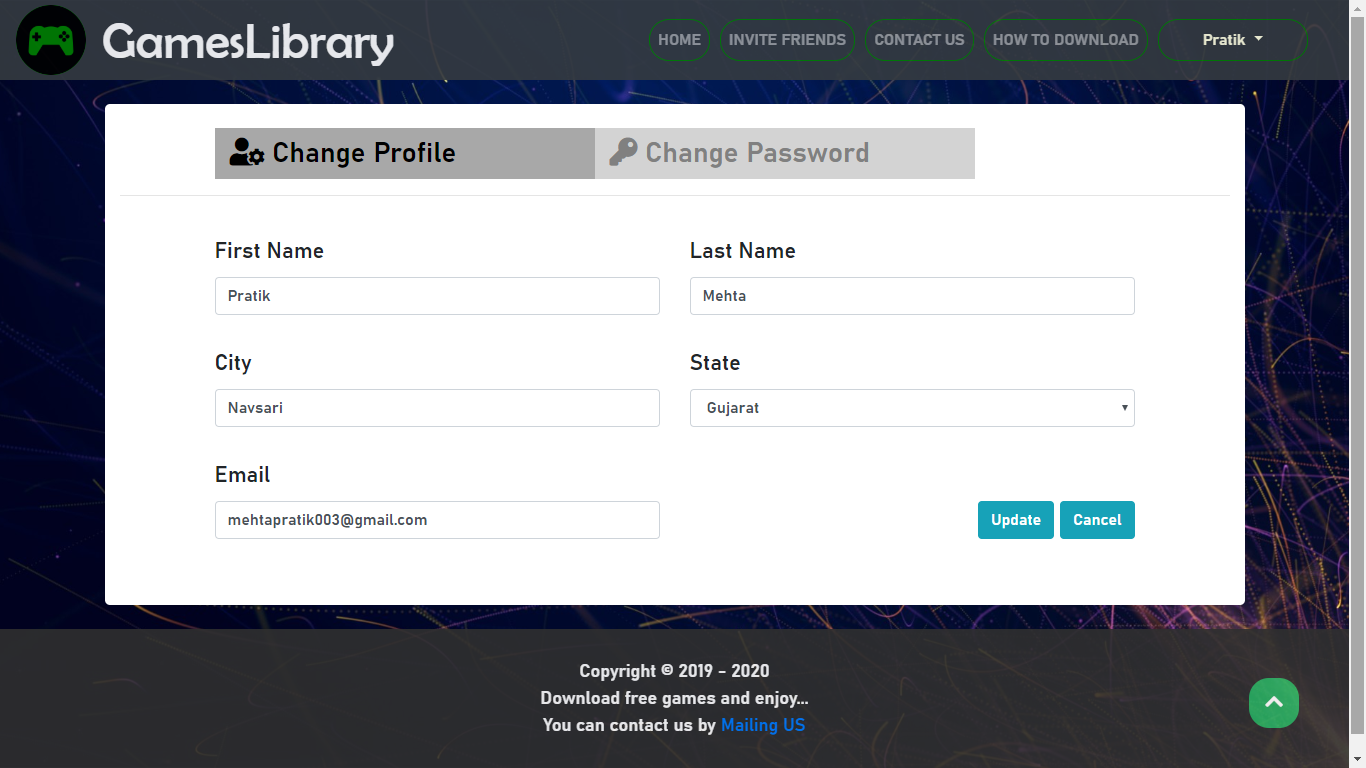 GamesLibrary
HOME INVITE FRIENDS CONTACT US HOW TO DOWNLOAD Pratik
Change Profile Change Password
First Name Last Name
Pratik Mehta
City State
Navsari Gujarat
Email
mehtapratik003@gmail.com Update Cancel
Copyright © 2019 - 2020
Download free games and enjoy...
You can contact us by Mailing US